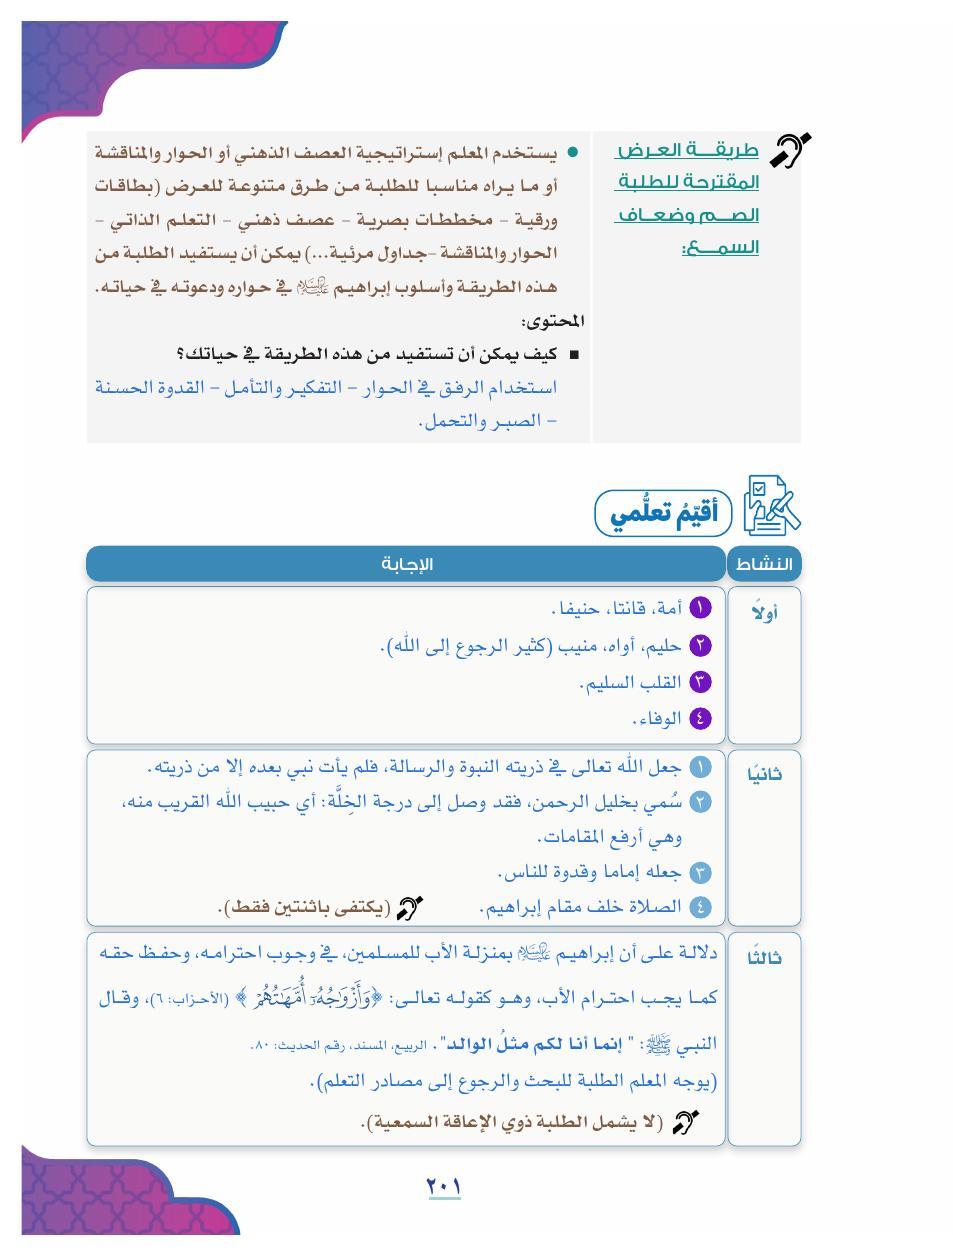 طريقة العرض
المقترحة للطلبة
الصم وضعاف
السمع:
● يستخدم المعلم إستراتيجية العصف الذهني أو الحوار والمناقشة
أو ما يراه مناسبا للطلبة من طرق متنوعة للعرض (بطاقات
ورقية – مخططات بصرية – عصف ذهني – التعلم الذاتي –
الحوار والمناقشة –جداول مرئية...) يمكن أن يستفيد الطلبة من
هذه الطريقة وأسلوب إبراهيم عليه السلام في حواره ودعوته في حياته.
المحتوى:
■ كيف يمكن أن تستفيد من هذه الطريقة في حياتك؟
استخدام الرفق في الحوار – التفكير والتأمل – القدوة الحسنة
– الصبر والتحمل.
أقيّمُ تعلُّمي
النشاط الإجابة
أولًا
١ أمة، قانتا، حنيفا.
٢ حليم، أواه، منيب (كثير الرجوع إلى الله).
٣ القلب السليم.
٤ الوفاء.
ثانيًا
١ جعل الله تعالى في ذريته النبوة والرسالة، فلم يأت نبي بعده إلا من ذريته.
٢ سُمي بخليل الرحمن، فقد وصل إلى درجة الخِلَّة: أي حبيب الله القريب منه،
وهي أرفع المقامات.
٣ جعله إماما وقدوة للناس.
٤ الصلاة خلف مقام إبراهيم. (يكتفى باثنتين فقط).
ثالثًا
دلالة على أن إبراهيم عليه السلام بمنزلة الأب للمسلمين، في وجوب احترامه، وحفظ حقه
كما يجب احترام الأب، وهو كقوله تعالى: ﴿وَأَزْوَٰجُهُۥٓ أُمَّهَٰتُهُمْ﴾ (الأحزاب: ٦)، وقال
النبي ﷺ: " إنما أنا لكم مثلُ الوالد". الربيع، المسند، رقم الحديث: ٨٠.
(يوجه المعلم الطلبة للبحث والرجوع إلى مصادر التعلم).
(لا يشمل الطلبة ذوي الإعاقة السمعية).
٢٠١